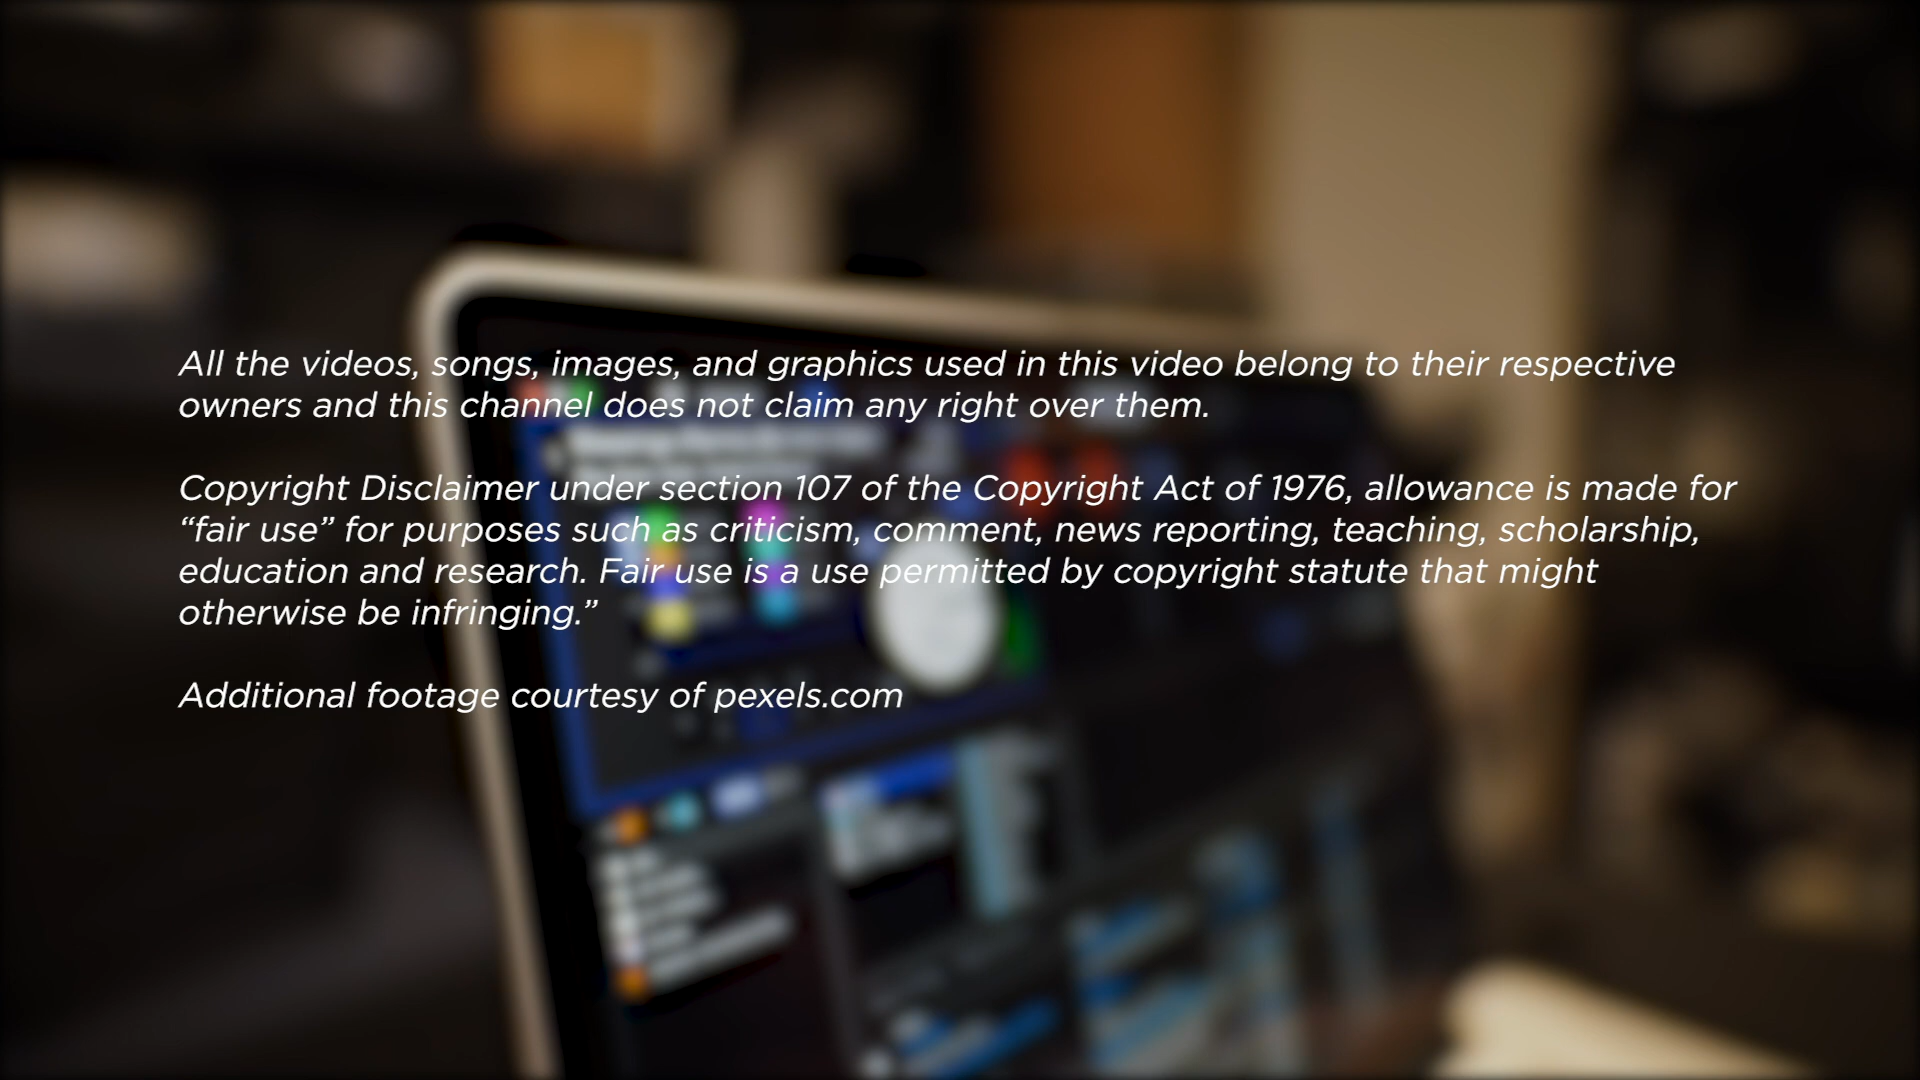 All the videos, songs, images, and graphics used in this video belong to their respective
owners and this channel does not claim any right over them.
Copyright Disclaimer under section 107 of the Copyright Act of 1976, allowance is made for
“fair use” for purposes such as criticism, comment, news reporting, teaching, scholarship,
education and research. Fair use is a use permitted by copyright statute that might
otherwise be infringing.”
Additional footage courtesy of pexels.com